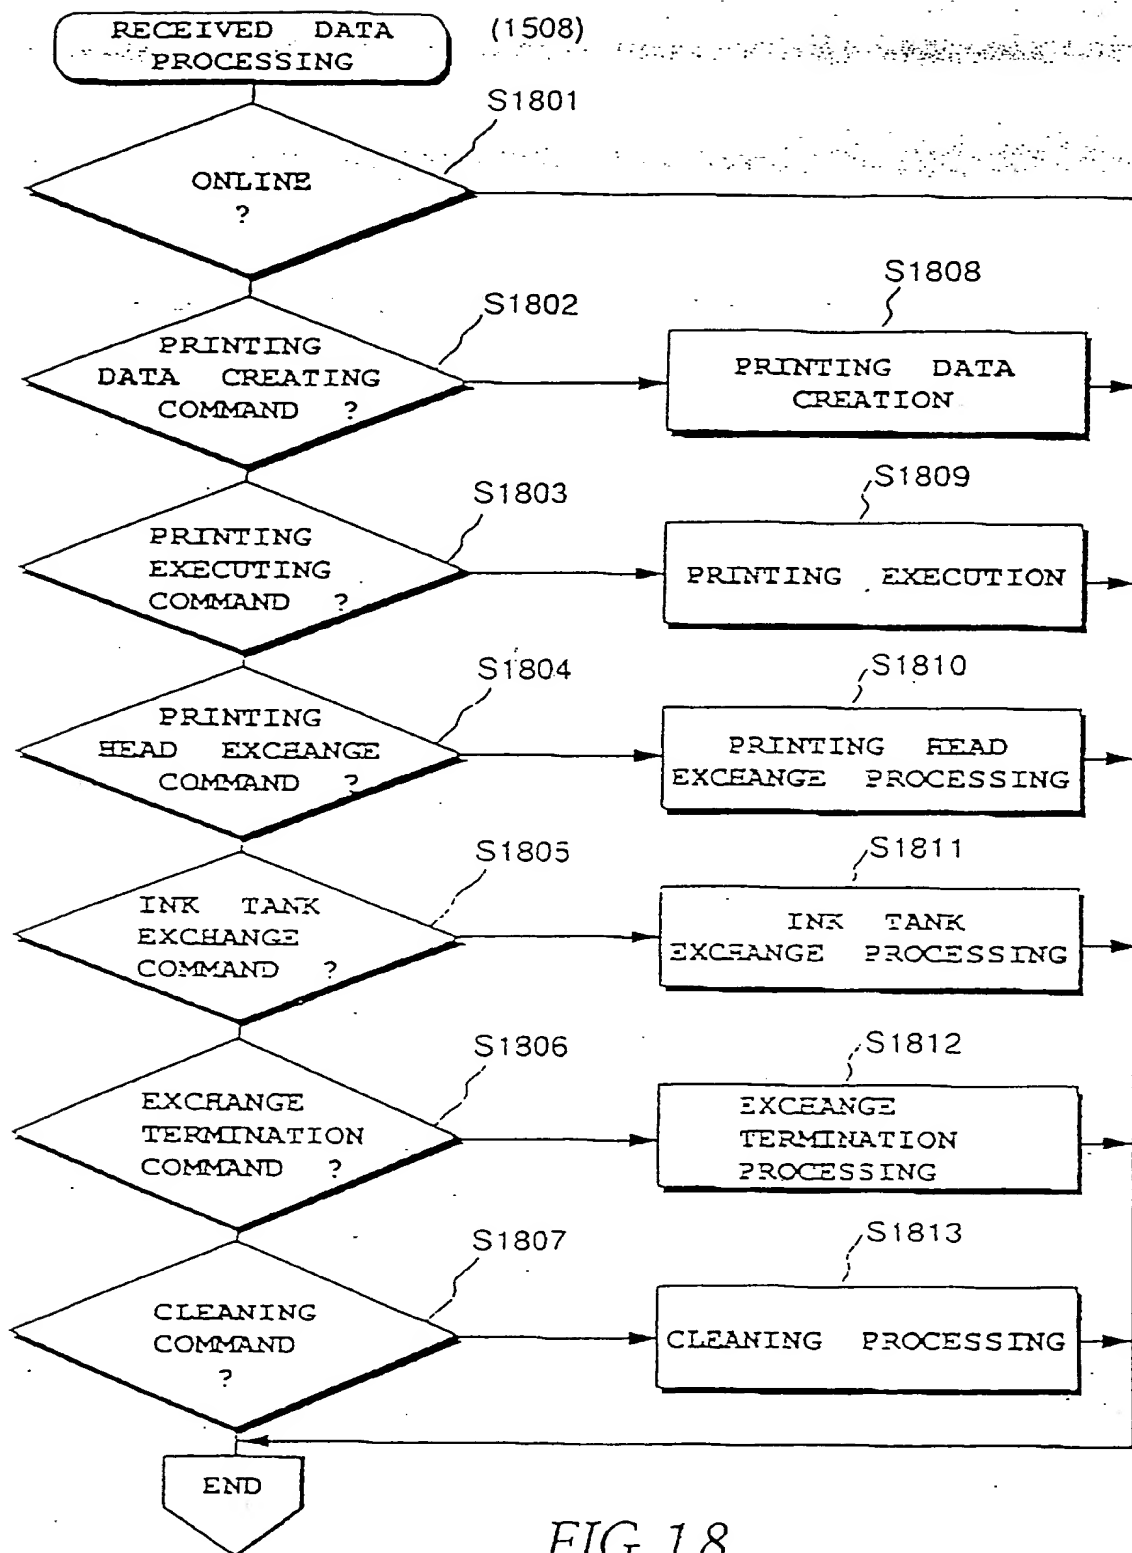 RECEIVED DATA
PROCESSING
(1508)
S1801
ONLINE
?
S1802
PRINTING
DATA CREATING
COMMAND ?
S1808
PRINTING DATA
CREATION
S1803
PRINTING
EXECUTING
COMMAND ?
S1809
PRINTING EXECUTION
S1804
PRINTING
HEAD EXCHANGE
COMMAND ?
S1810
PRINTING HEAD
EXCHANGE PROCESSING
S1805
INK TANK
EXCHANGE
COMMAND ?
S1811
INK TANK
EXCHANGE PROCESSING
S1806
EXCHANGE
TERMINATION
COMMAND ?
S1812
EXCHANGE
TERMINATION
PROCESSING
S1807
CLEANING
COMMAND
?
S1813
CLEANING PROCESSING
END
FIG. 18